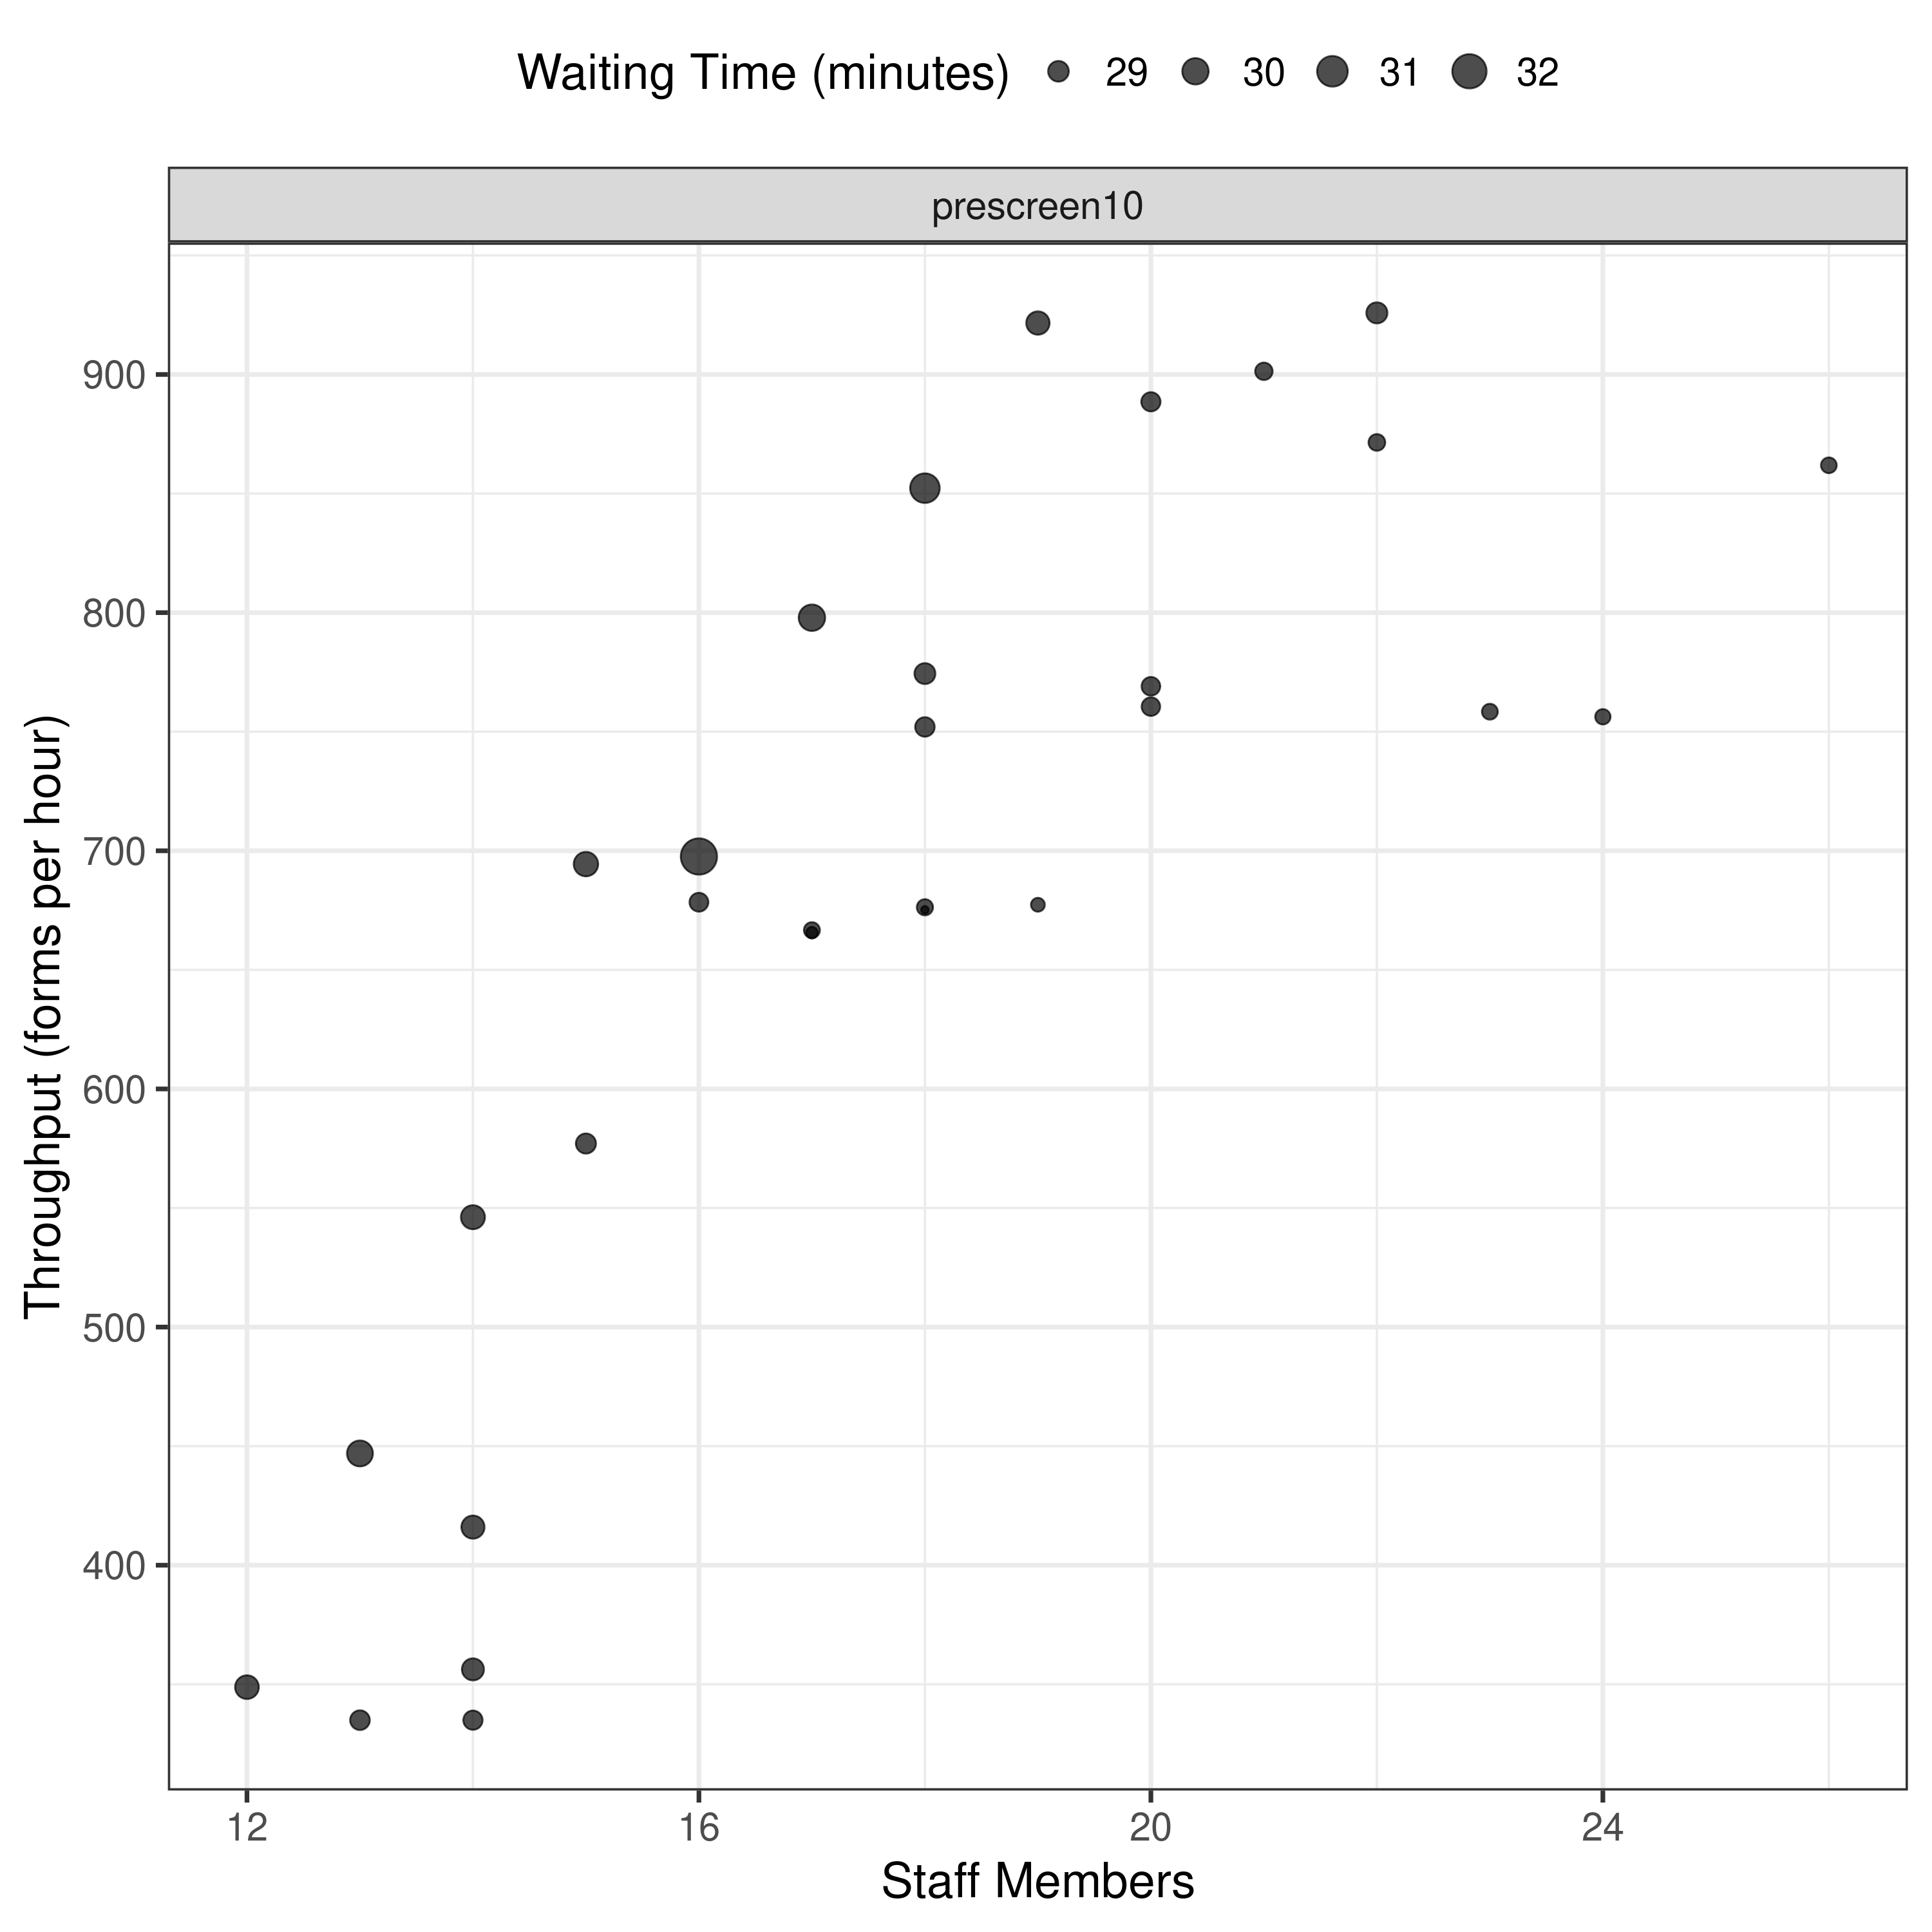 Waiting Time (minutes) 29 30 31 32
prescreen10
Throughput (forms per hour)
900
800
700
600
500
400
12 16 20 24
Staff Members